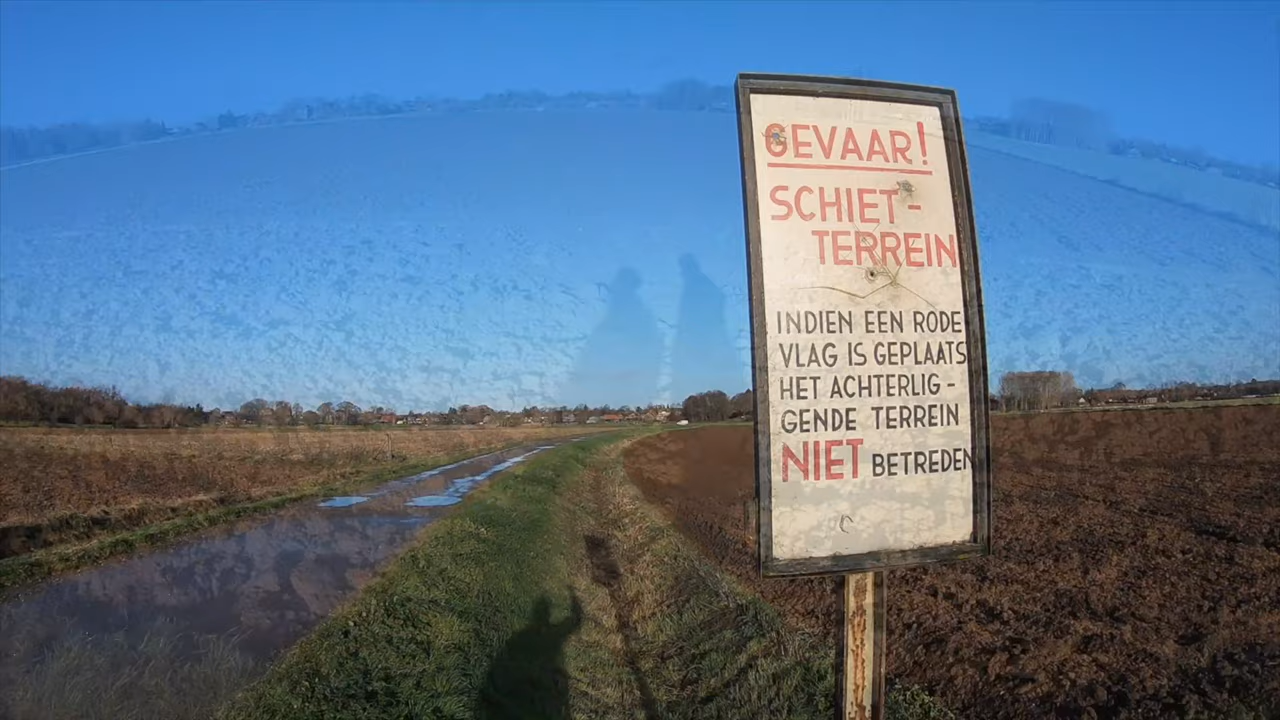 GEVAAR!
SCHIET-
TERREIN
INDIEN EEN RODE
VLAG IS GEPLAATS
HET ACHTERLIG-
GENDE TERREIN
NIET BETREDEN